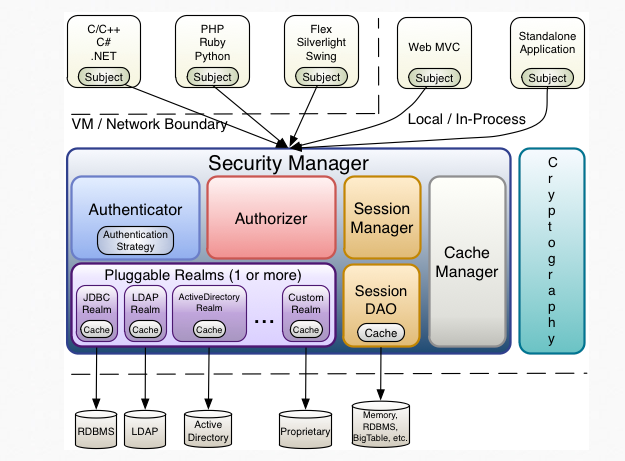 C/C++
C#
.NET
Subject
PHP
Ruby
Python
Subject
Flex
Silverlight
Swing
Subject
Web MVC
Subject
Standalone
Application
Subject
VM / Network Boundary
Local / In-Process
Security Manager
Authenticator
Authentication
Strategy
Authorizer
Session
Manager
Cache
Manager
Cryptography
Pluggable Realms (1 or more)
JDBC
Realm
Cache
LDAP
Realm
Cache
ActiveDirectory
Realm
Cache
...
Custom
Realm
Cache
Session
DAO
Cache
RDBMS
LDAP
Active
Directory
Proprietary
Memory,
RDBMS,
BigTable, etc.